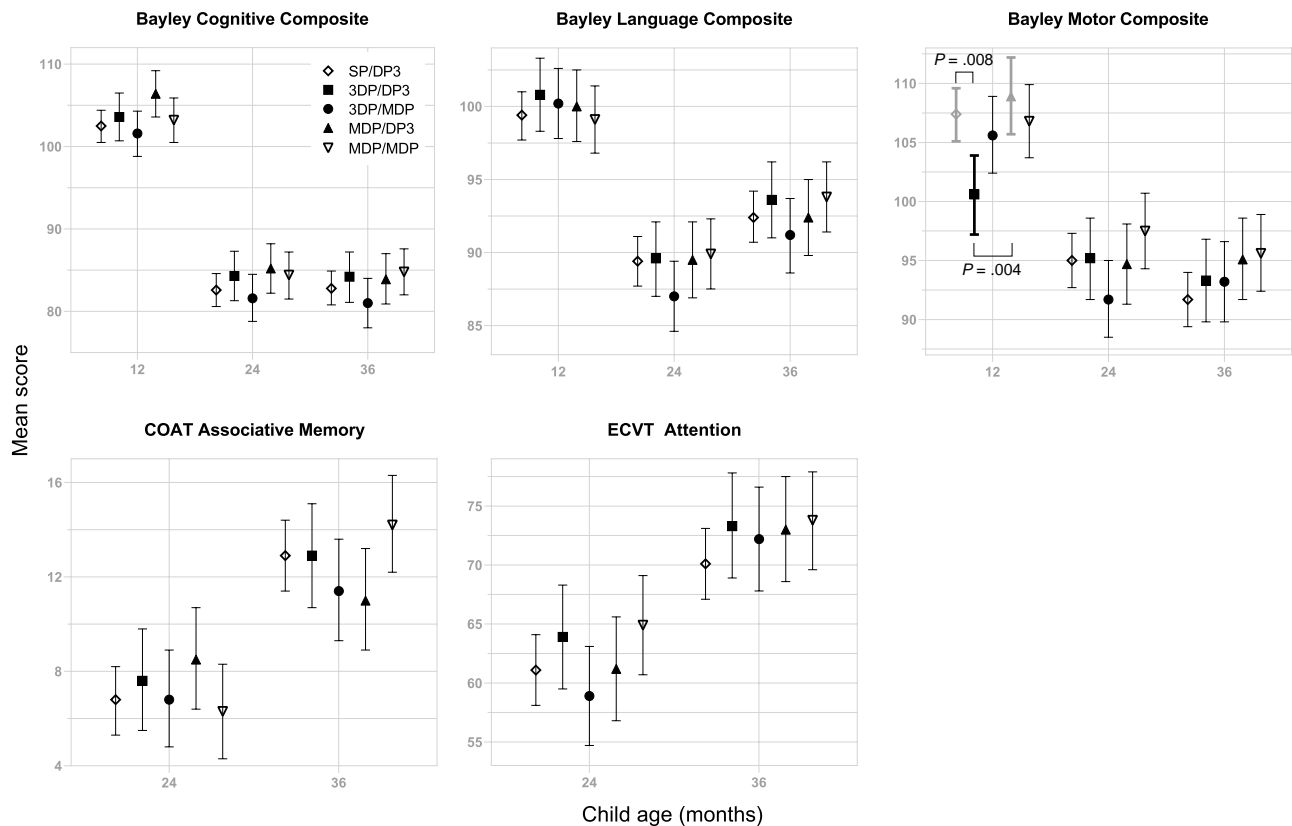 Bayley Cognitive Composite
110
100
90
80
12
24
36
SP/DP3
3DP/DP3
3DP/MDP
MDP/DP3
MDP/MDP
Bayley Language Composite
100
95
90
85
12
24
36
Bayley Motor Composite
P = .008
P = .004
110
105
100
95
90
12
24
36
Mean score
COAT Associative Memory
16
12
8
4
24
36
ECVT Attention
75
70
65
60
55
24
36
Child age (months)